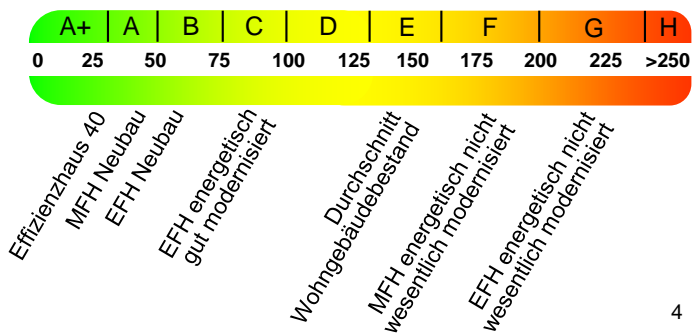 A+ A B C D E F G H
0 25 50 75 100 125 150 175 200 225 >250
Effizienzhaus 40
MFH Neubau
EFH Neubau
EFH energetisch
gut modernisiert
Durchschnitt
Wohngebäudebestand
MFH energetisch nicht
wesentlich modernisiert
EFH energetisch nicht
wesentlich modernisiert
4